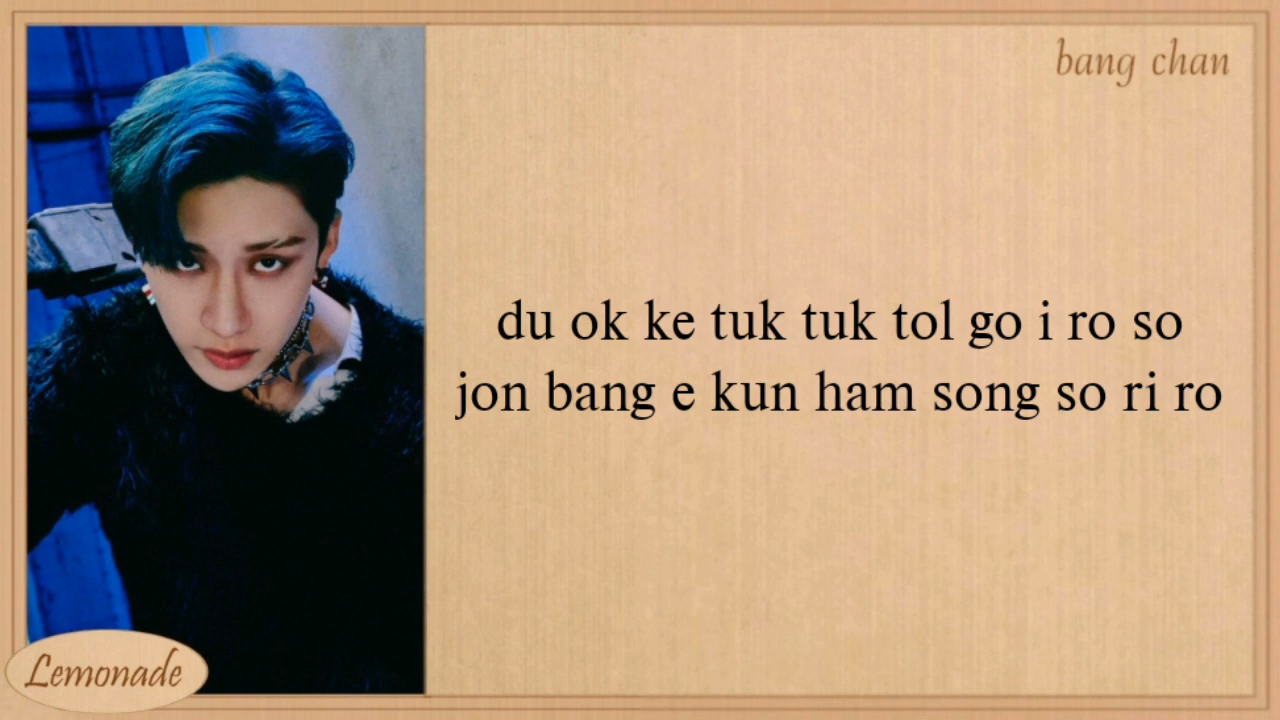 bang chan
du ok ke tuk tuk tol go i ro so
jon bang e kun ham song so ri ro
Lemonade